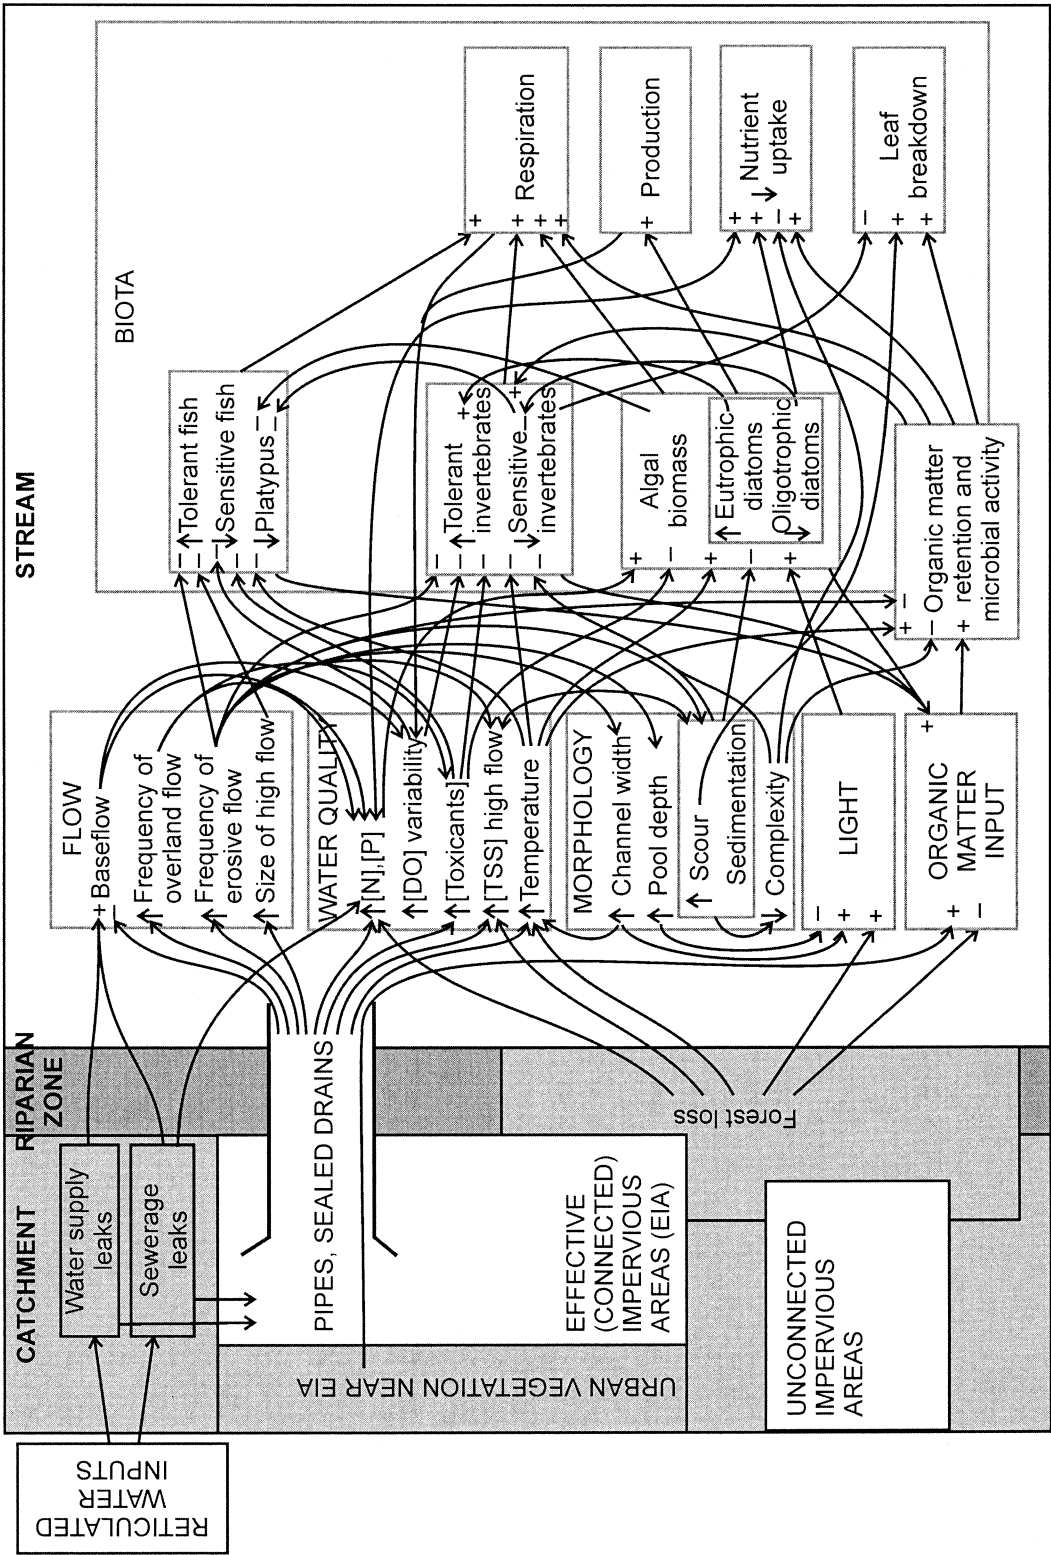 STREAM
RIPARIAN
ZONE
CATCHMENT
RETICULATED
WATER
INPUTS
Water supply
leaks
Sewerage
leaks
PIPES, SEALED DRAINS
EFFECTIVE
(CONNECTED)
IMPERVIOUS
AREAS (EIA)
URBAN VEGETATION NEAR EIA
UNCONNECTED
IMPERVIOUS
AREAS
Forest loss
FLOW
+ Baseflow
–
↑Frequency of
overland flow
↑Frequency of
erosive flow
↑Size of high flow
WATER QUALITY
↑[N],[P]
↑[DO] variability
↑[Toxicants]
↑[TSS] high flow
↑Temperature
MORPHOLOGY
↑Channel width
↑Pool depth
↑Scour
Sedimentation
↓Complexity
LIGHT
–
+
+
ORGANIC
MATTER
INPUT
+
–
+
BIOTA
–↑Tolerant fish
–
–↓Sensitive fish
–
–↓Platypus –
–
–
–↑Tolerant +
invertebrates
–
–↓Sensitive – +
invertebrates
–
Algal
biomass
+
–
+
–
+
↑Eutrophic
diatoms
Oligotrophic
↓diatoms
+ –
– Organic matter
+ retention and
microbial activity
Respiration
+
+
+
+
Production
+
Nutrient
↓ uptake
+
+
–
+
Leaf
breakdown
–
+
+